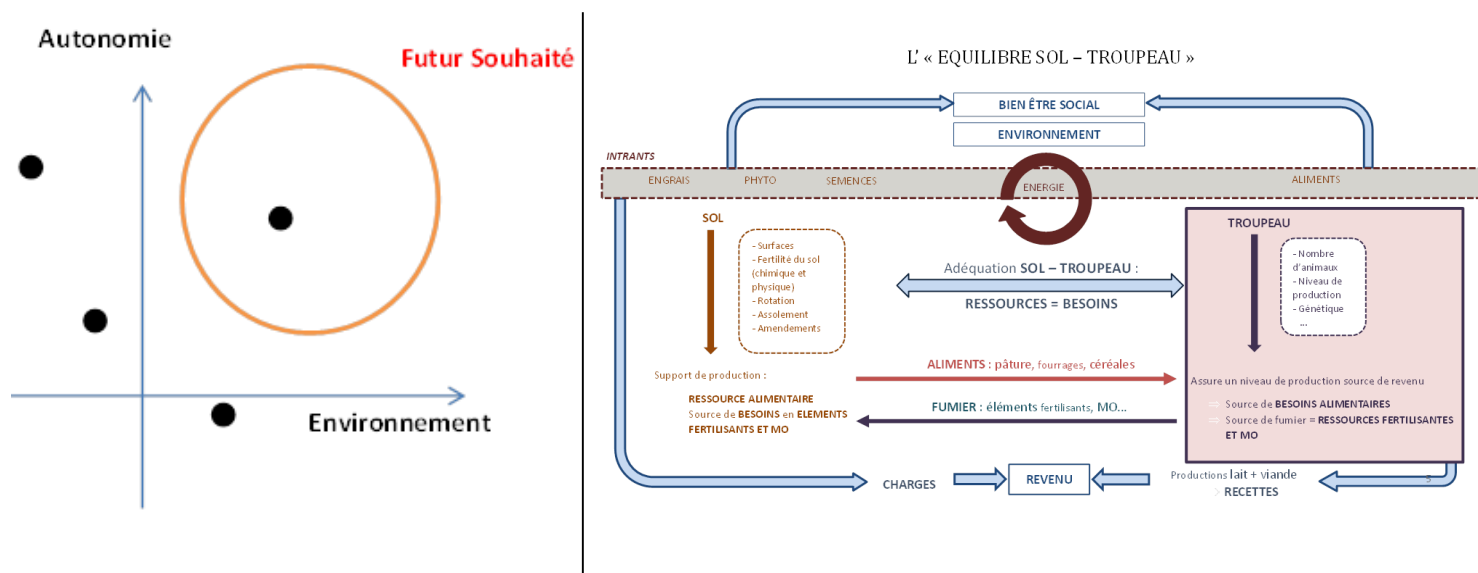 Autonomie
Futur Souhaité
Environnement
L' « EQUILIBRE SOL – TROUPEAU »
BIEN ÊTRE SOCIAL
ENVIRONNEMENT
INTRANTS
ENGRAIS
PHYTO
SEMENCES
ENERGIE
ALIMENTS
SOL
- Surfaces
- Fertilité du sol
(chimique et
physique)
- Rotation
- Assolement
- Amendements
Adéquation SOL – TROUPEAU :
RESSOURCES = BESOINS
TROUPEAU
- Nombre
d'animaux
- Niveau de
production
- Génétique
...
Support de production :
RESSOURCE ALIMENTAIRE
Source de BESOINS en ELEMENTS
FERTILISANTS ET MO
ALIMENTS : pâture, fourrages, céréales
FUMIER : éléments fertilisants, MO...
Assure un niveau de production source de revenu
⇨ Source de BESOINS ALIMENTAIRES
⇨ Source de fumier = RESSOURCES FERTILISANTES
ET MO
CHARGES
REVENU
Productions lait + viande
> RECETTES
5